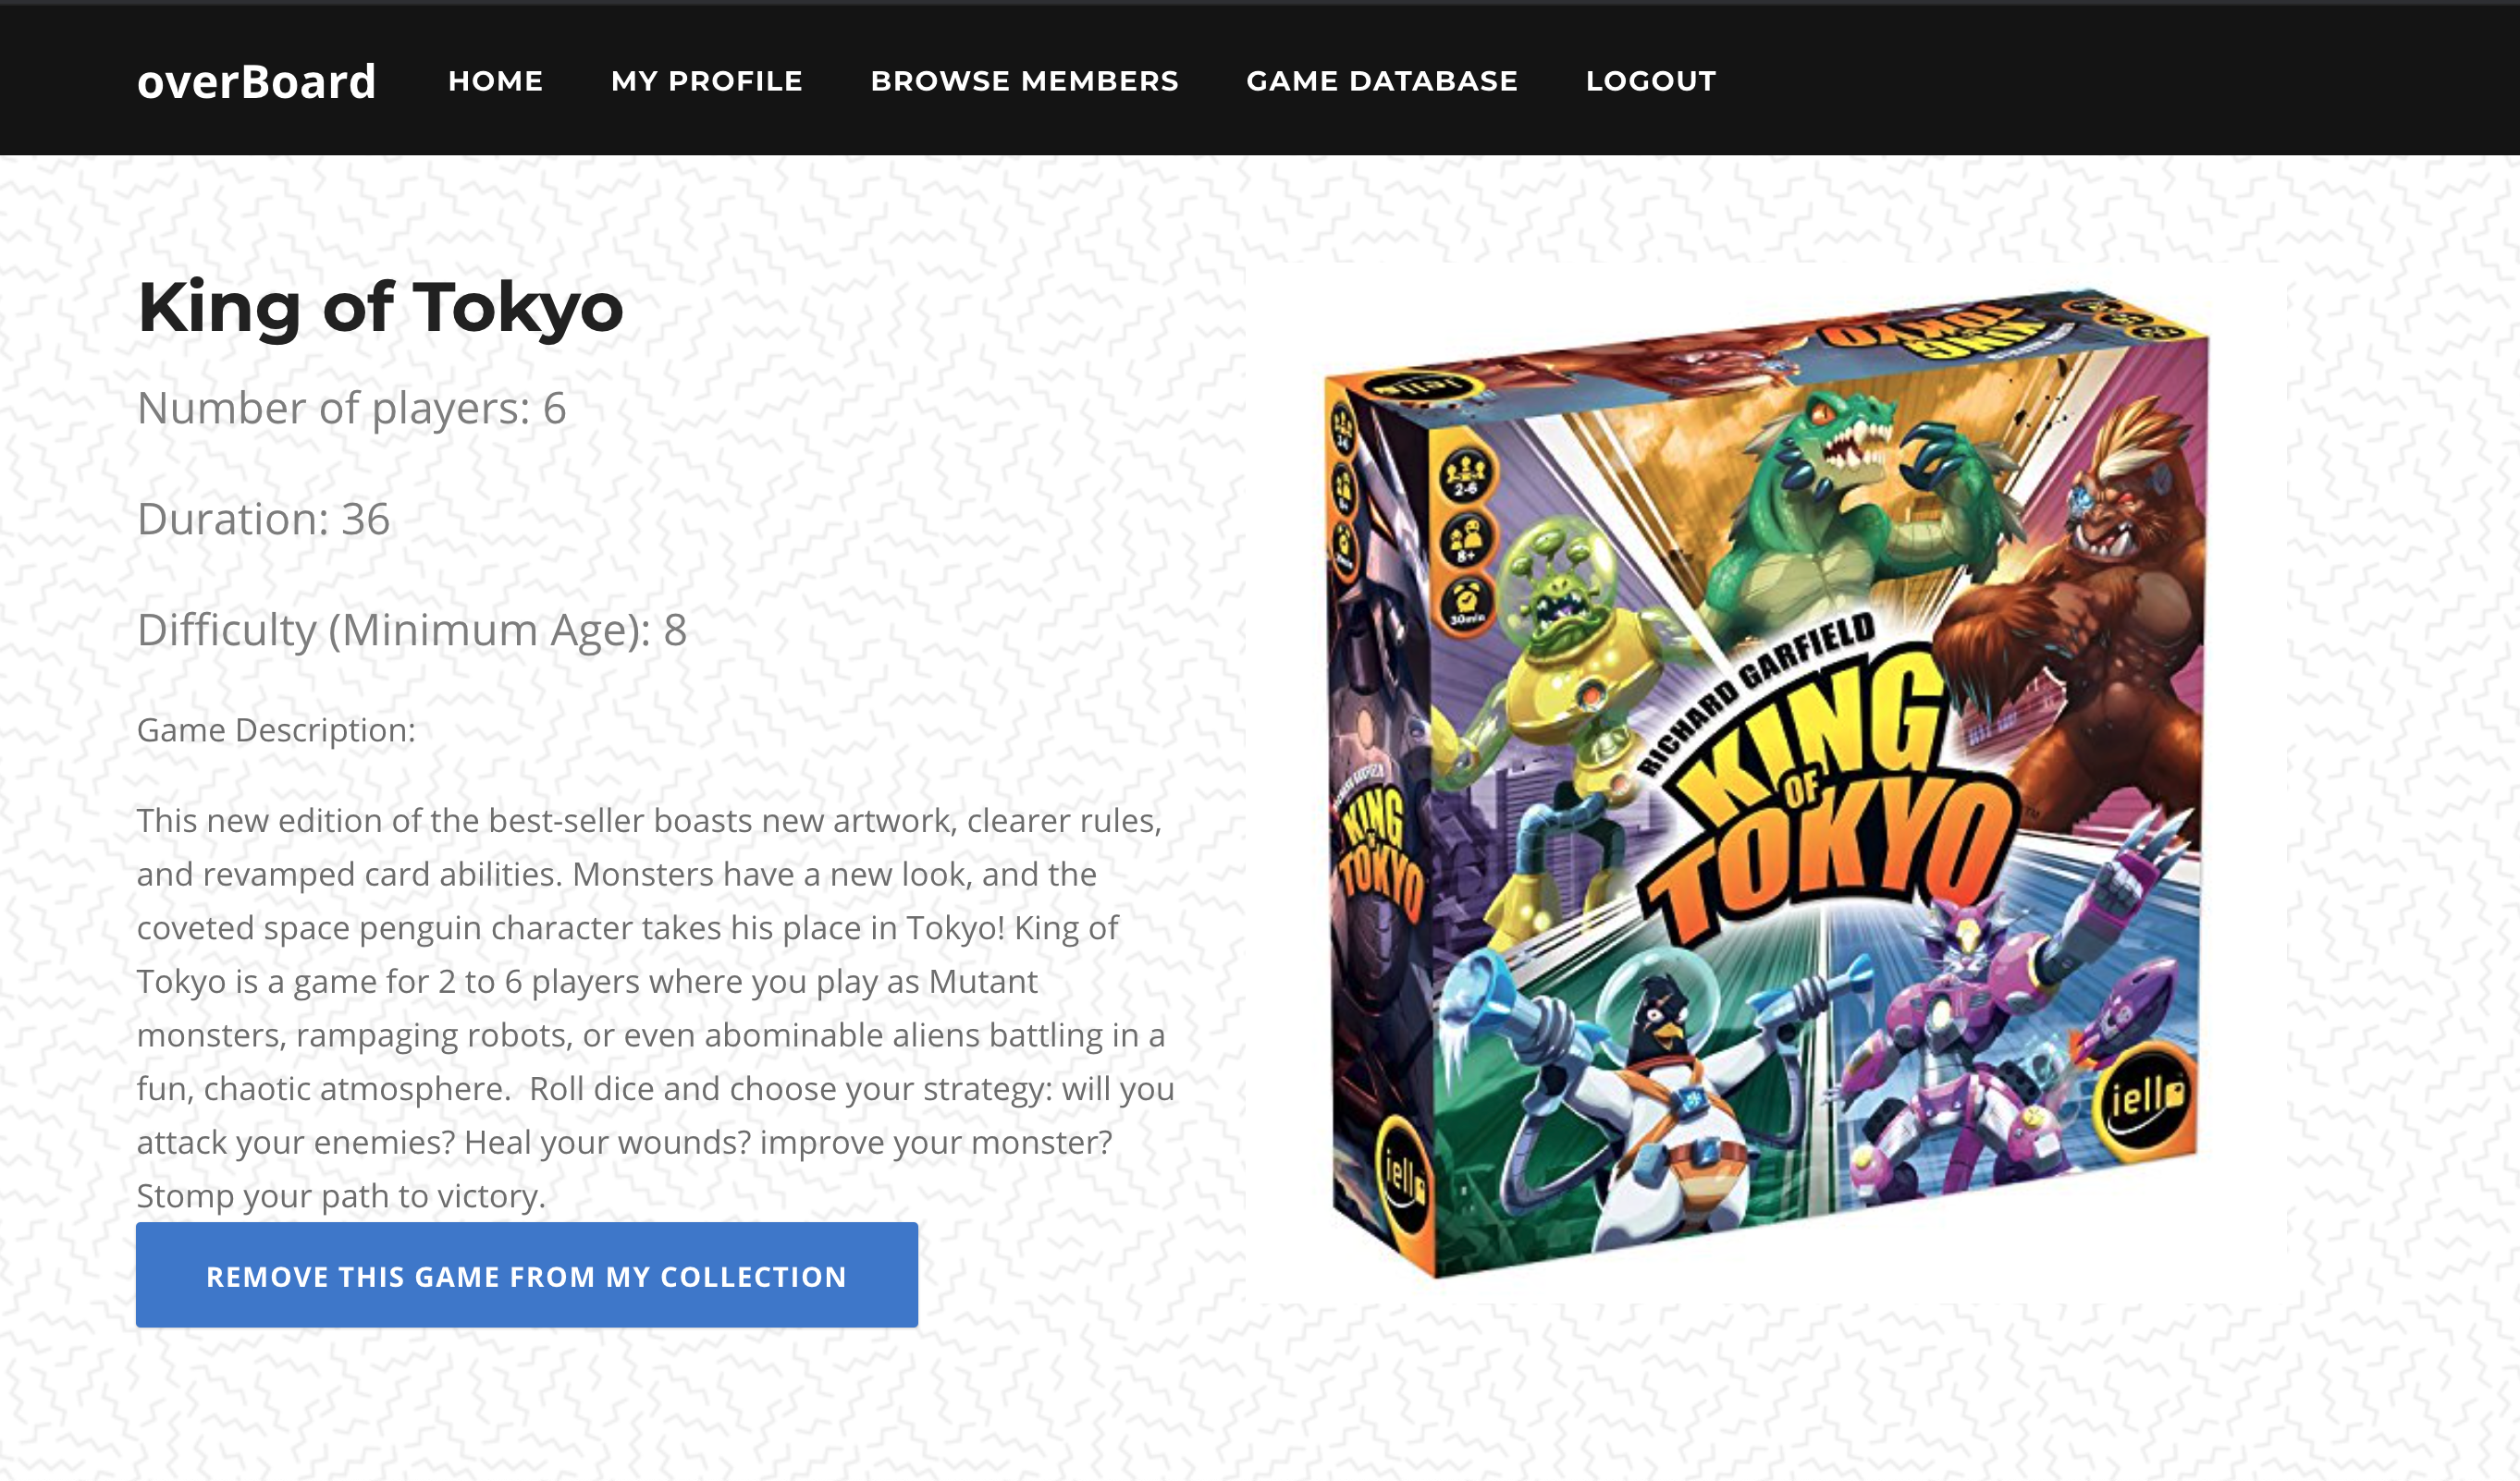 overBoard HOME MY PROFILE BROWSE MEMBERS GAME DATABASE LOGOUT
King of Tokyo
Number of players: 6
Duration: 36
Difficulty (Minimum Age): 8
Game Description:
This new edition of the best-seller boasts new artwork, clearer rules,
and revamped card abilities. Monsters have a new look, and the
coveted space penguin character takes his place in Tokyo! King of
Tokyo is a game for 2 to 6 players where you play as Mutant
monsters, rampaging robots, or even abominable aliens battling in a
fun, chaotic atmosphere.  Roll dice and choose your strategy: will you
attack your enemies? Heal your wounds? improve your monster?
Stomp your path to victory.
REMOVE THIS GAME FROM MY COLLECTION
iello
KING
TOKYO
2-6
8+
30min
RICHARD GARFIELD
KING
OF
TOKYO
TM
KING
TOKYO
iello
iello